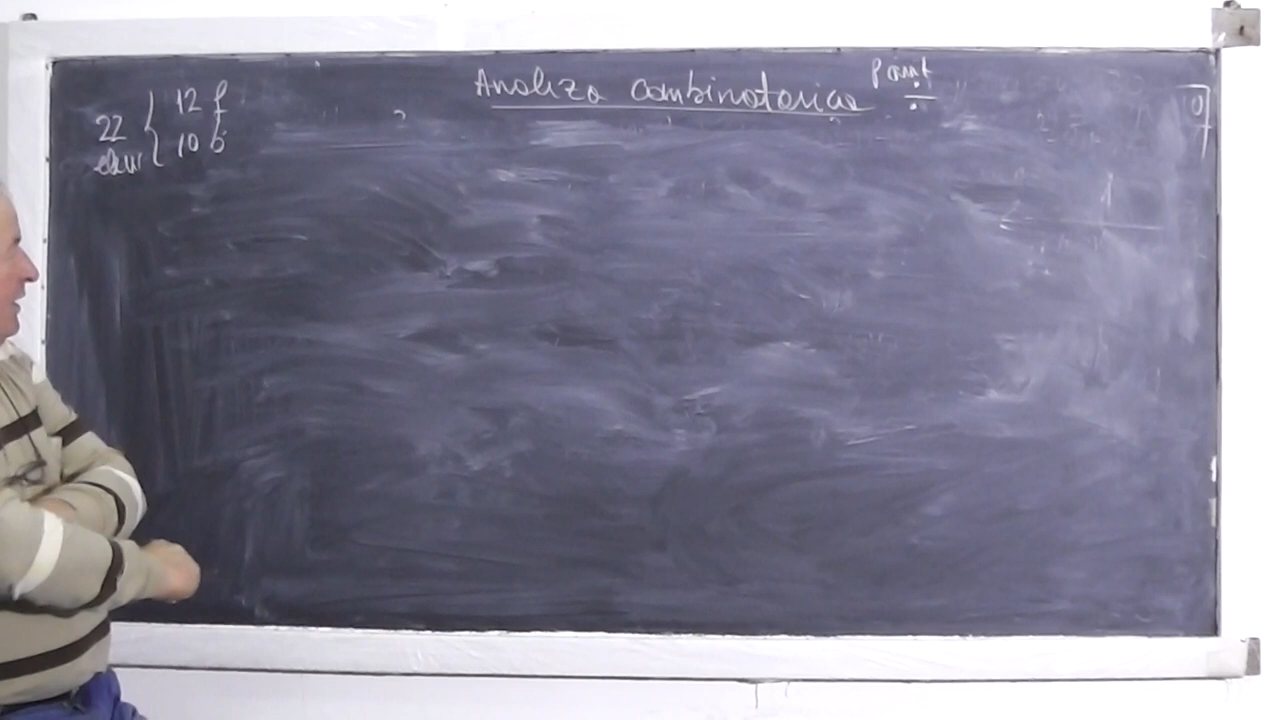 Analiza combinatorica
22 { 12 f
elevi { 10 b